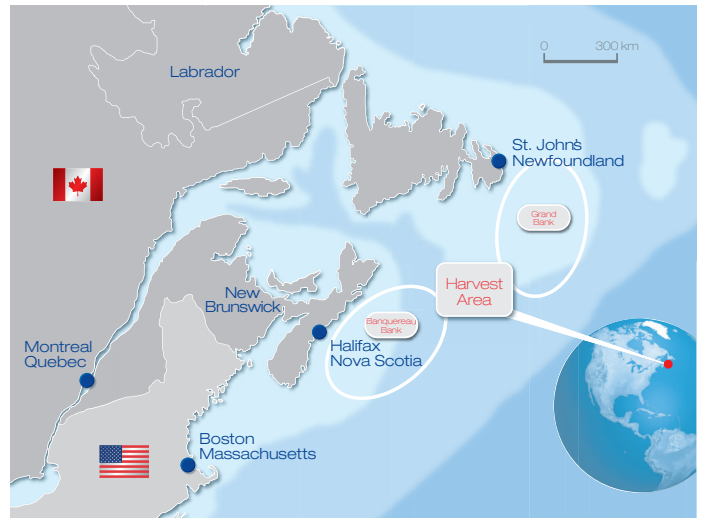 Labrador
0 300 km
St. John's
Newfoundland
Grand
Bank
Harvest
Area
New
Brunswick
Banquereau
Bank
Halifax
Nova Scotia
Montreal
Quebec
Boston
Massachusetts